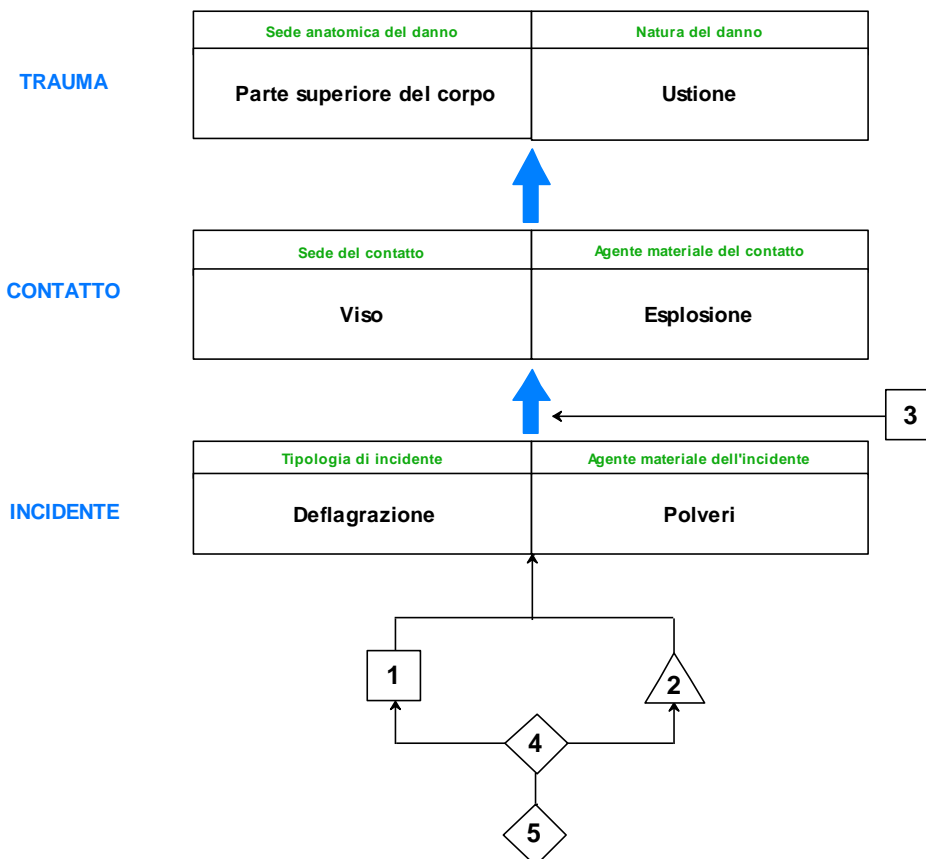 Sede anatomica del danno
Natura del danno
TRAUMA
Parte superiore del corpo
Ustione
Sede del contatto
Agente materiale del contatto
CONTATTO
Viso
Esplosione
3
Tipologia di incidente
Agente materiale dell'incidente
INCIDENTE
Deflagrazione
Polveri
1
2
4
5